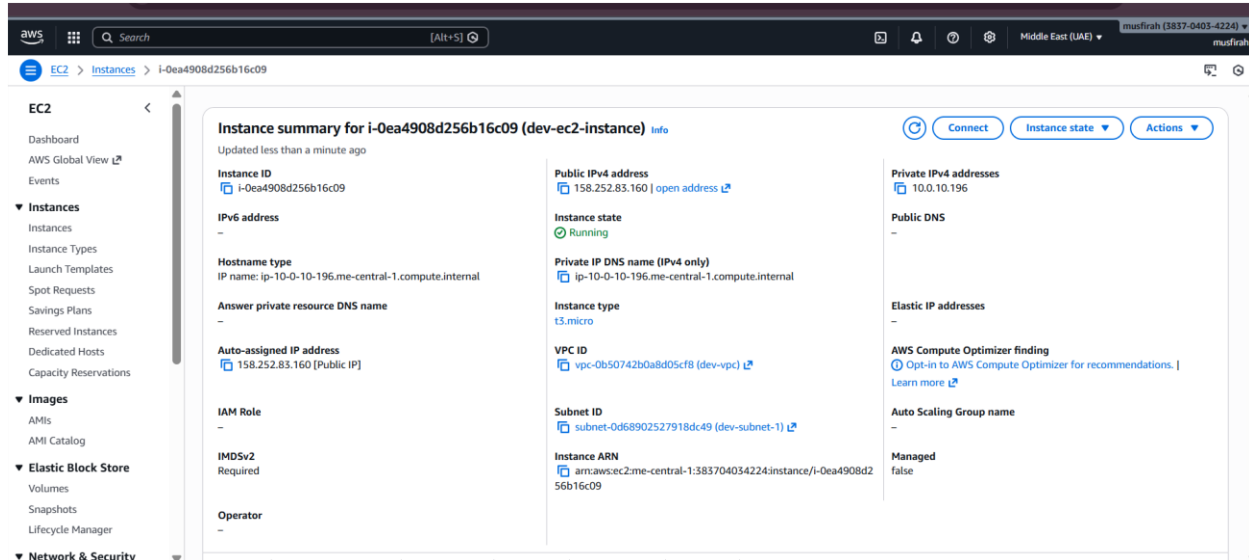 aws
Search
[Alt+S]
Middle East (UAE)
musfirah (3837-0403-4224)
musfirah
EC2 > Instances > i-0ea4908d256b16c09
EC2
Dashboard
AWS Global View
Events
Instances
Instances
Instance Types
Launch Templates
Spot Requests
Savings Plans
Reserved Instances
Dedicated Hosts
Capacity Reservations
Images
AMIs
AMI Catalog
Elastic Block Store
Volumes
Snapshots
Lifecycle Manager
Network & Security
Instance summary for i-0ea4908d256b16c09 (dev-ec2-instance) Info
Updated less than a minute ago
Connect
Instance state
Actions
Instance ID
i-0ea4908d256b16c09
Public IPv4 address
158.252.83.160 | open address
Private IPv4 addresses
10.0.10.196
IPv6 address
–
Instance state
Running
Public DNS
–
Hostname type
IP name: ip-10-0-10-196.me-central-1.compute.internal
Private IP DNS name (IPv4 only)
ip-10-0-10-196.me-central-1.compute.internal
Answer private resource DNS name
–
Instance type
t3.micro
Elastic IP addresses
–
Auto-assigned IP address
158.252.83.160 [Public IP]
VPC ID
vpc-0b50742b0a8d05cf8 (dev-vpc)
AWS Compute Optimizer finding
Opt-in to AWS Compute Optimizer for recommendations. |
Learn more
IAM Role
–
Subnet ID
subnet-0d68902527918dc49 (dev-subnet-1)
Auto Scaling Group name
–
IMDSv2
Required
Instance ARN
arn:aws:ec2:me-central-1:383704034224:instance/i-0ea4908d2
56b16c09
Managed
false
Operator
–